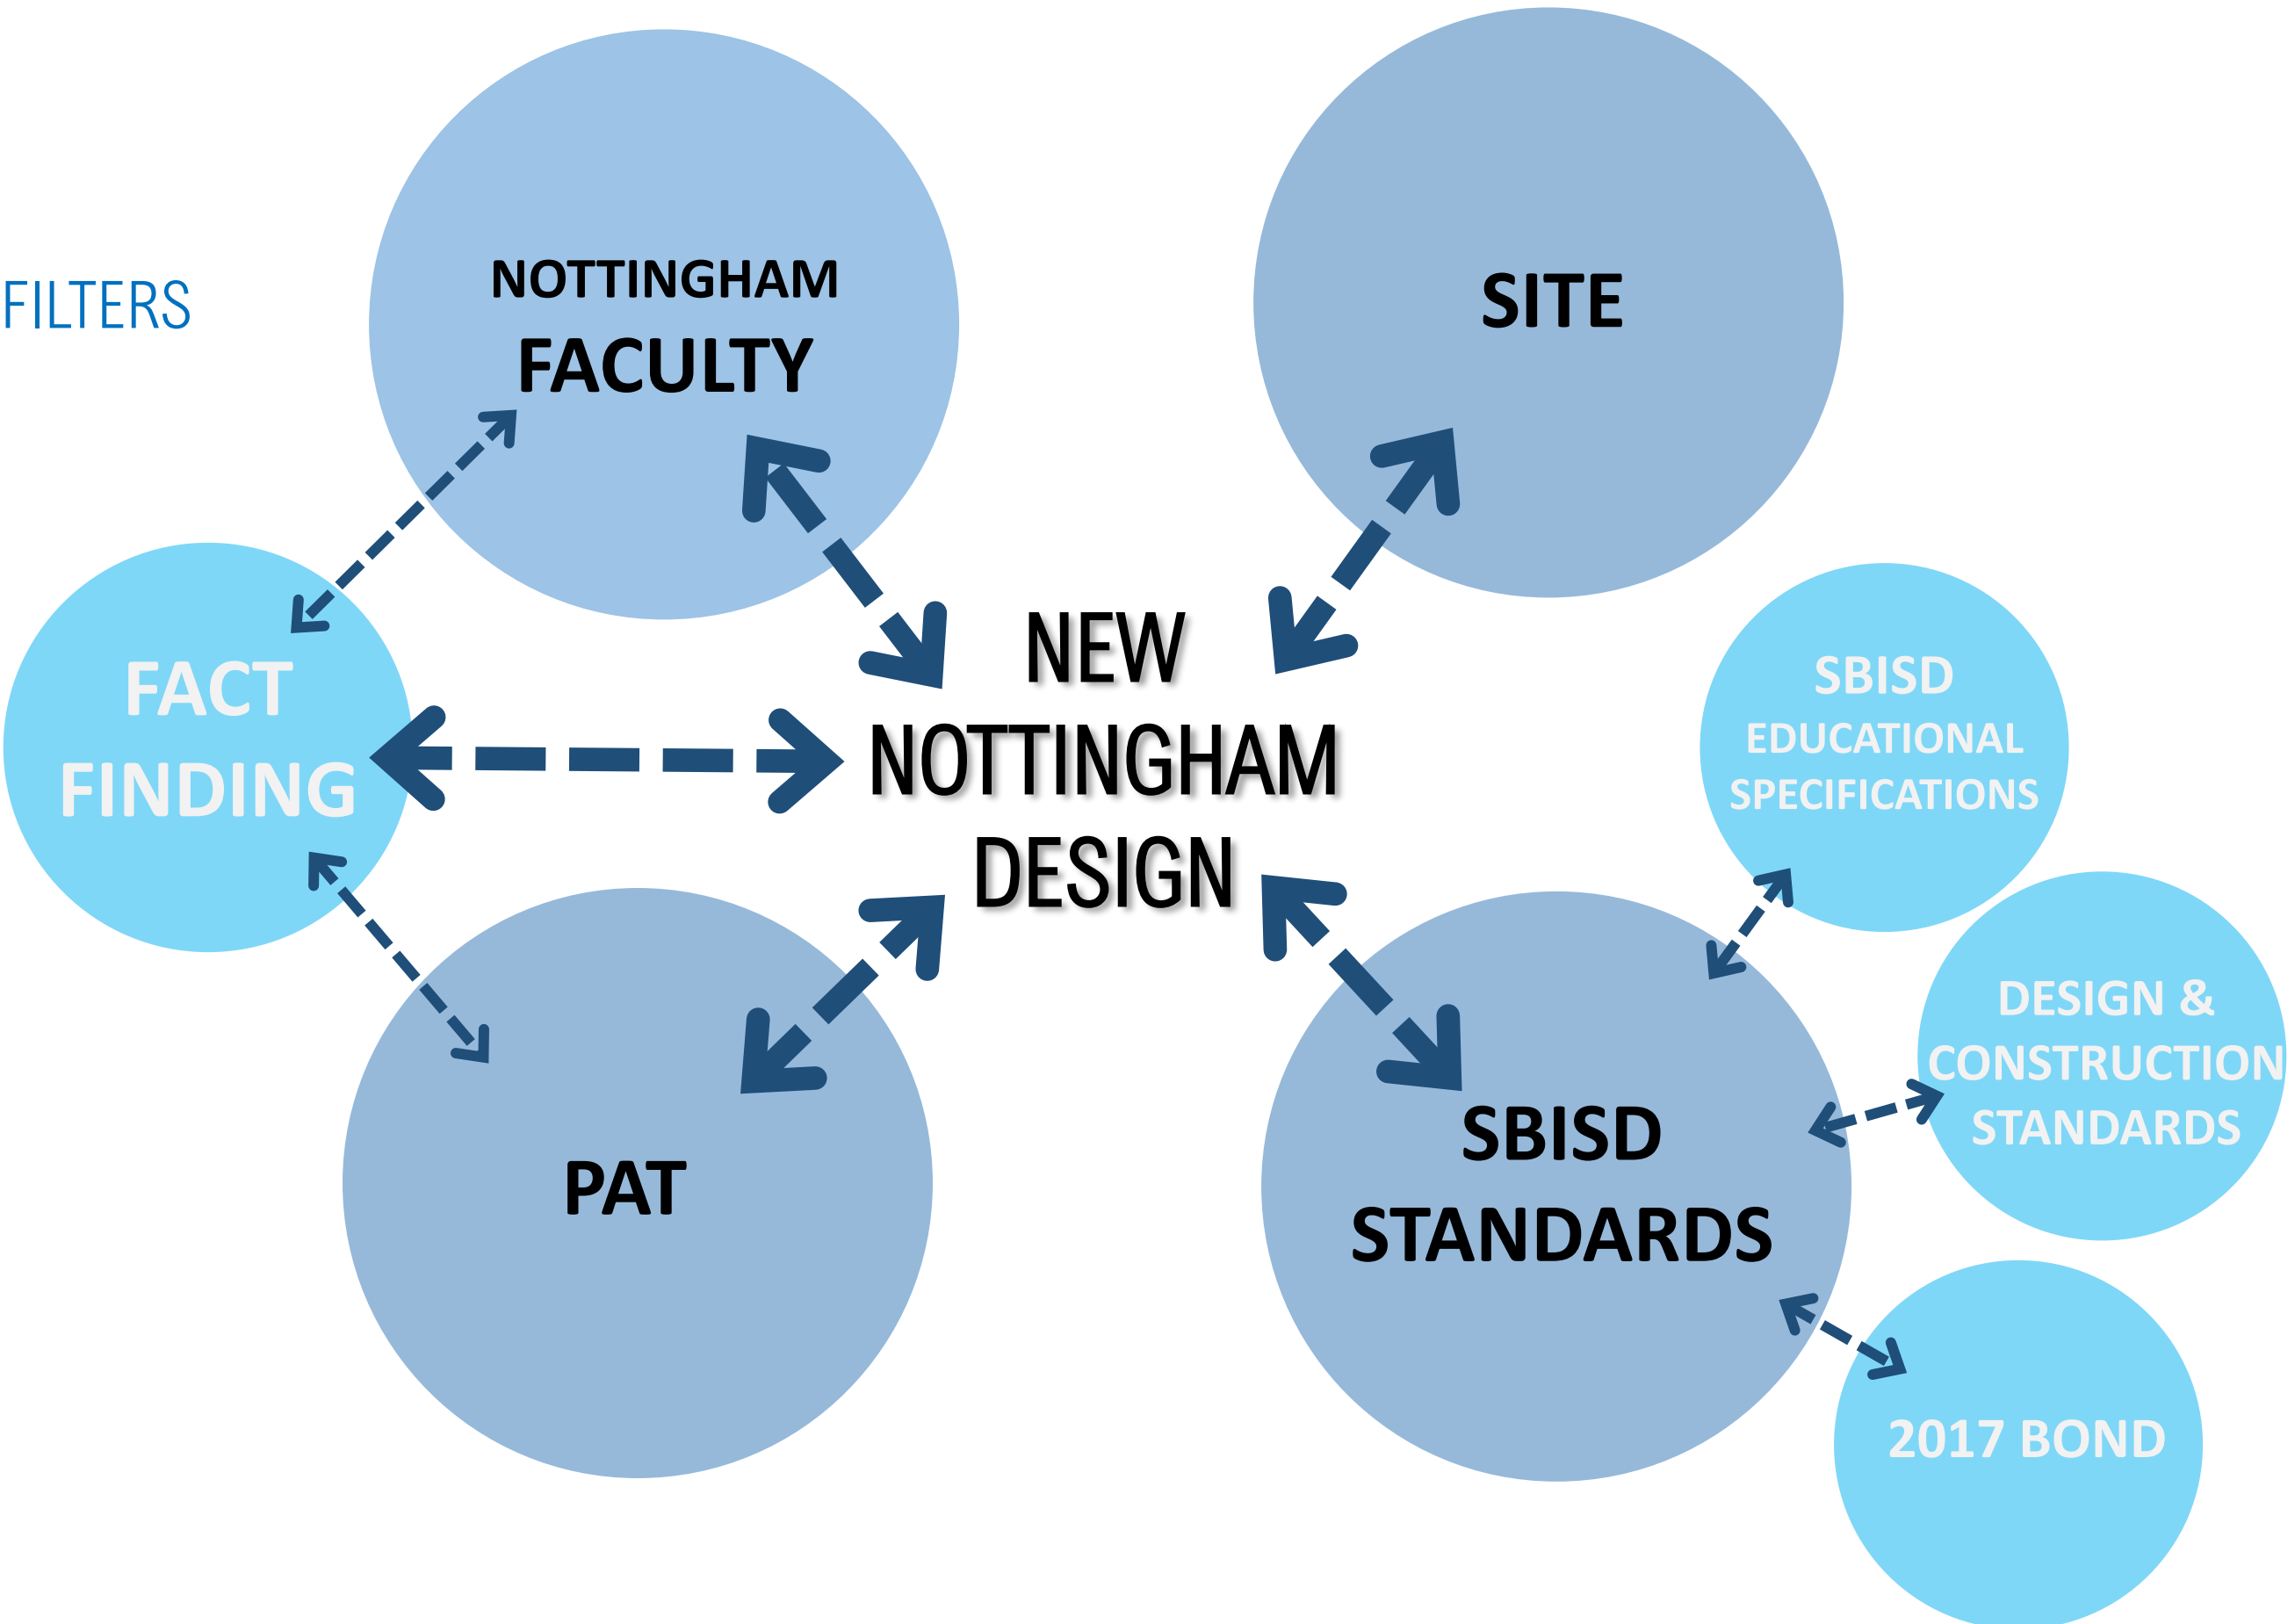 FILTERS
NOTTINGHAM
FACULTY
SITE
FACT
FINDING
NEW
NOTTINGHAM
DESIGN
SBISD
EDUCATIONAL
SPECIFICATIONS
DESIGN &
CONSTRUCTION
STANDARDS
PAT
SBISD
STANDARDS
2017 BOND